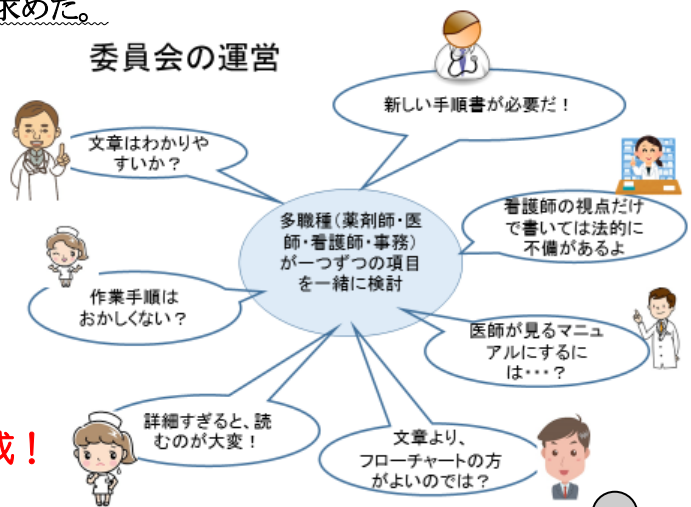 求めた。
委員会の運営
新しい手順書が必要だ！
文章はわかりや
すいか？
看護師の視点だけ
で書いては法的に
不備があるよ
多職種（薬剤師・医
師・看護師・事務）
が一つずつの項目
を一緒に検討
作業手順は
おかしくない？
医師が見るマニュ
アルにするに
は・・・？
詳細すぎると、読
むのが大変！
文章より、
フローチャートの方
がよいのでは？
成！